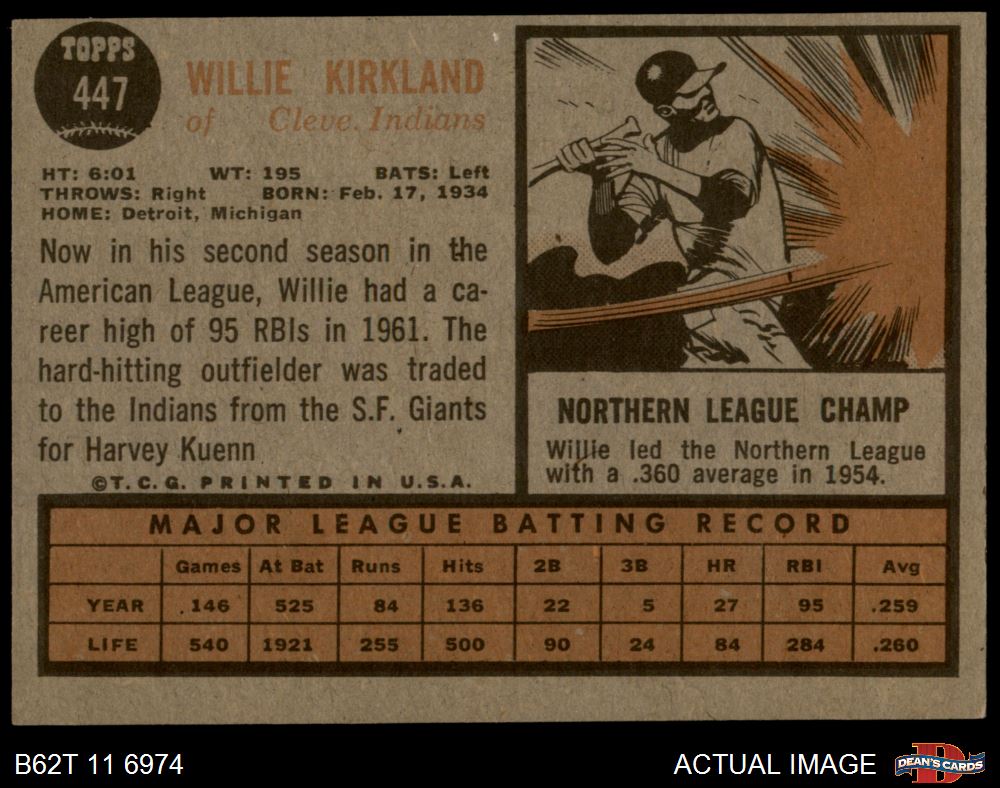 TOPPS
447
WILLIE KIRKLAND
of Cleve. Indians
HT: 6:01 WT: 195 BATS: Left
THROWS: Right BORN: Feb. 17, 1934
HOME: Detroit, Michigan
Now in his second season in the
American League, Willie had a ca-
reer high of 95 RBIs in 1961. The
hard-hitting outfielder was traded
to the Indians from the S.F. Giants
for Harvey Kuenn
©T.C.G. PRINTED IN U.S.A.
NORTHERN LEAGUE CHAMP
Willie led the Northern League
with a .360 average in 1954.
MAJOR LEAGUE BATTING RECORD
Games At Bat Runs Hits 2B 3B HR RBI Avg
YEAR 146 525 84 136 22 5 27 95 .259
LIFE 540 1921 255 500 90 24 84 284 .260
B62T 11 6974
ACTUAL IMAGE
D
DEAN'S CARDS